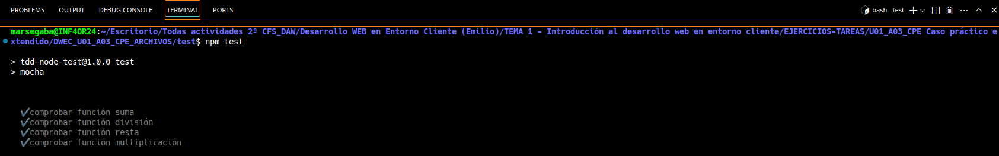 PROBLEMS OUTPUT DEBUG CONSOLE TERMINAL PORTS bash - test
marsegaba@INF4OR24:~/Escritorio/Todas actividades 2º CFS_DAW/Desarrollo WEB en Entorno Cliente (Emilio)/TEMA 1 - Introducción al desarrollo web en entorno cliente/EJERCICIOS-TAREAS/U01_A03_CPE Caso práctico e
xtendido/DWEC_U01_A03_CPE_ARCHIVOS/test$ npm test
> tdd-node-test@1.0.0 test
> mocha
✔comprobar función suma
✔comprobar función división
✔comprobar función resta
✔comprobar función multiplicación